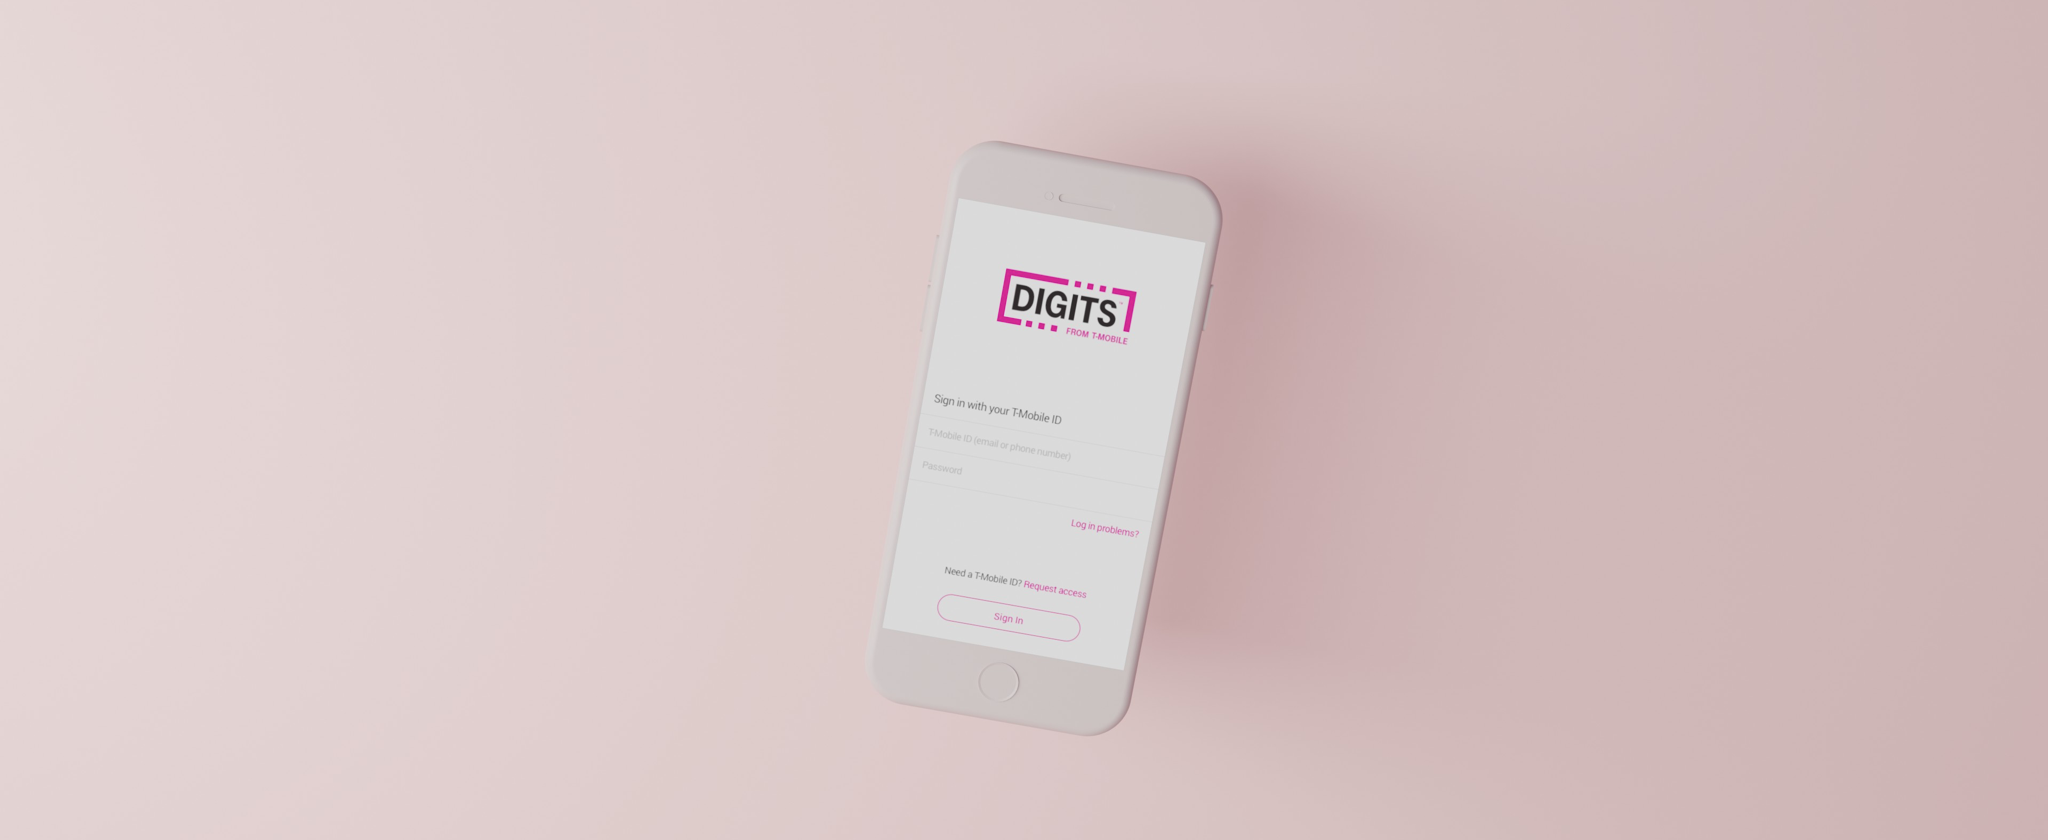 DIGITS™
FROM T-MOBILE
Sign in with your T-Mobile ID
T-Mobile ID (email or phone number)
Password
Log in problems?
Need a T-Mobile ID? Request access
Sign In